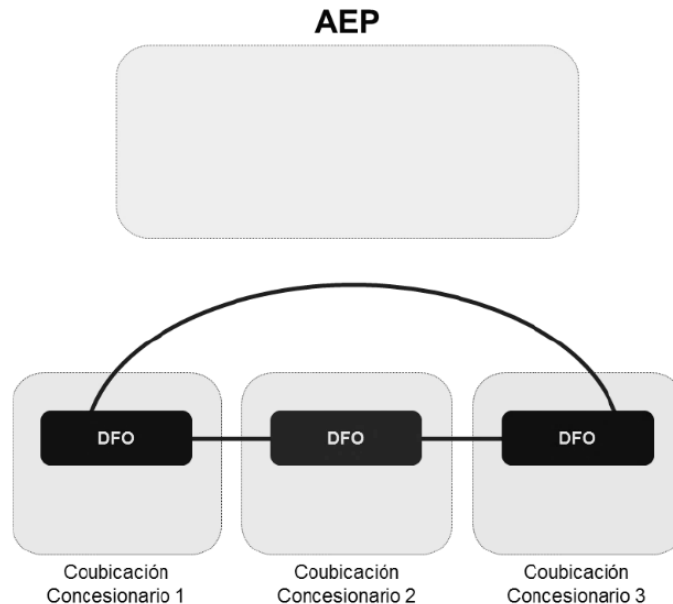 AEP
DFO
DFO
DFO
Coubicación
Concesionario 1
Coubicación
Concesionario 2
Coubicación
Concesionario 3